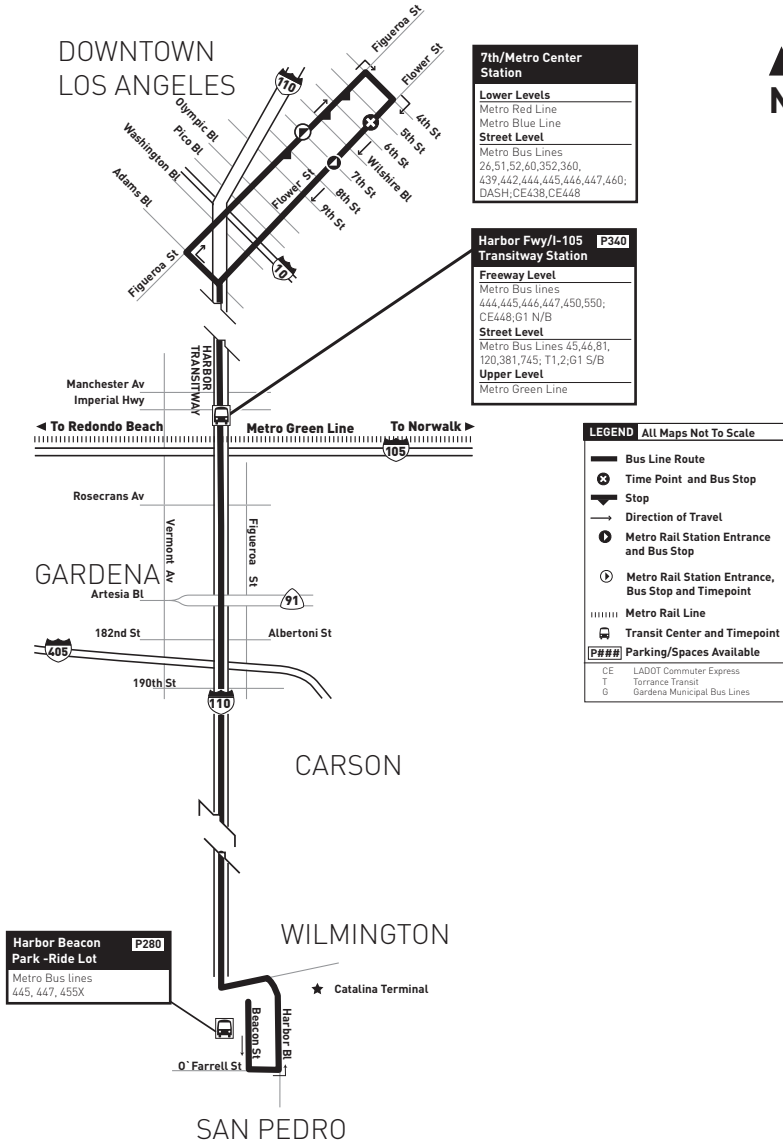 DOWNTOWN
LOS ANGELES
110
Figueroa St
Flower St
4th St
5th St
6th St
Wilshire Bl
7th St
8th St
9th St
Flower St
Olympic Bl
Pico Bl
Washington Bl
Adams Bl
Figueroa St
10
7th/Metro Center
Station
Lower Levels
Metro Red Line
Metro Blue Line
Street Level
Metro Bus Lines
26,51,52,60,352,360,
439,442,444,445,446,447,460;
DASH;CE438,CE448
N
Harbor Fwy/I-105 P340
Transitway Station
Freeway Level
Metro Bus lines
444,445,446,447,450,550;
CE448;G1 N/B
Street Level
Metro Bus Lines 45,46,81,
120,381,745; T1,2;G1 S/B
Upper Level
Metro Green Line
HARBOR
TRANSITWAY
Manchester Av
Imperial Hwy
To Redondo Beach
Metro Green Line
To Norwalk
105
Rosecrans Av
Vermont Av
Figueroa St
GARDENA
Artesia Bl
91
182nd St
Albertoni St
405
190th St
110
LEGEND All Maps Not To Scale
Bus Line Route
Time Point and Bus Stop
Stop
Direction of Travel
Metro Rail Station Entrance
and Bus Stop
Metro Rail Station Entrance,
Bus Stop and Timepoint
Metro Rail Line
Transit Center and Timepoint
P### Parking/Spaces Available
CE LADOT Commuter Express
T Torrance Transit
G Gardena Municipal Bus Lines
CARSON
WILMINGTON
Harbor Beacon P280
Park -Ride Lot
Metro Bus lines
445, 447, 455X
Catalina Terminal
Beacon St
Harbor Bl
O`Farrell St
SAN PEDRO